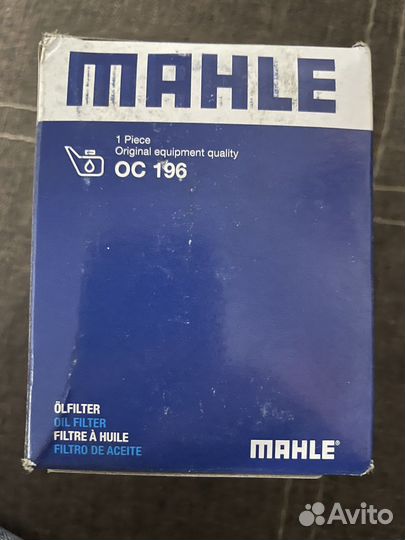 MAHLE
1 Piece
Original equipment quality
OC 196
ÖLFILTER
OIL FILTER
FILTRE À HUILE
FILTRO DE ACEITE
MAHLE®
Avito